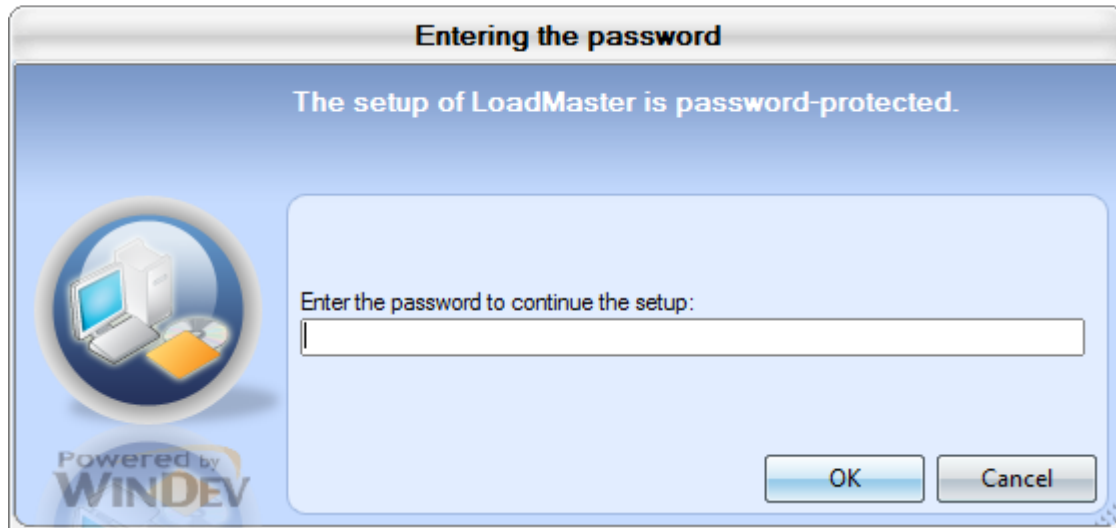 Entering the password
The setup of LoadMaster is password-protected.
Enter the password to continue the setup:
Powered by
WINDEV
OK
Cancel